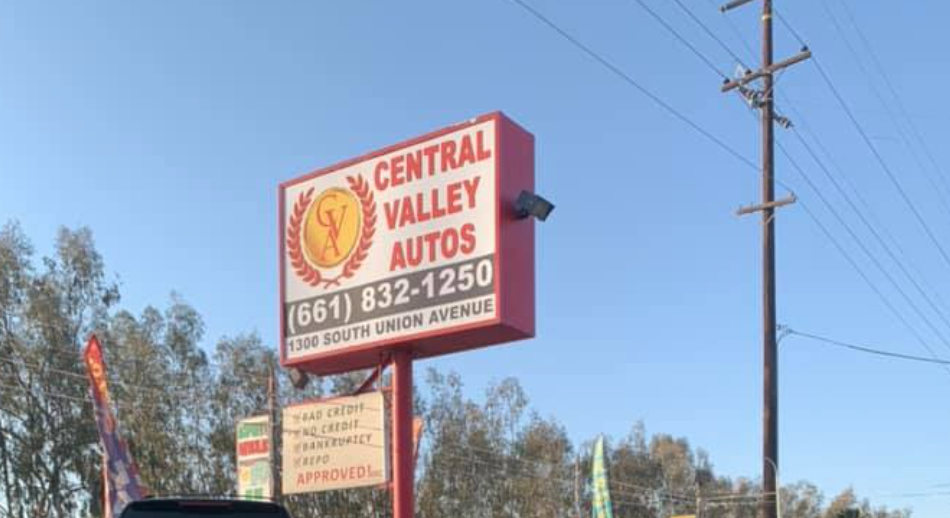 CVA
CENTRAL
VALLEY
AUTOS
(661) 832-1250
1300 SOUTH UNION AVENUE
BAD CREDIT
NO CREDIT
BANKRUPTCY
REPO
APPROVED!